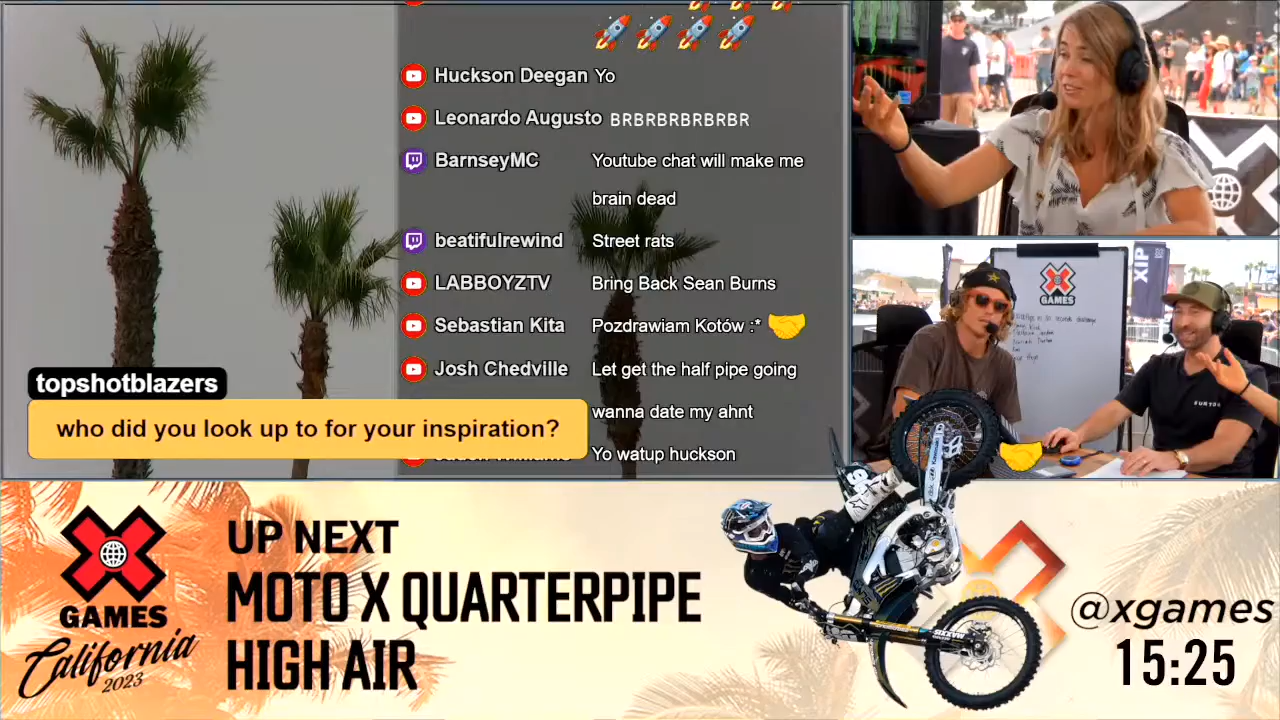 Huckson Deegan Yo
Leonardo Augusto BRBRBRBRBRBR
BarnseyMC Youtube chat will make me
brain dead
beatifulrewind Street rats
LABBOYZTV Bring Back Sean Burns
Sebastian Kita Pozdrawiam Kotów :*
Josh Chedville Let get the half pipe going
wanna date my ahnt
Yo watup huckson
topshotblazers
who did you look up to for your inspiration?
X GAMES
XIP
X
GAMES
California
2023
UP NEXT
MOTO X QUARTERPIPE
HIGH AIR
@xgames
15:25